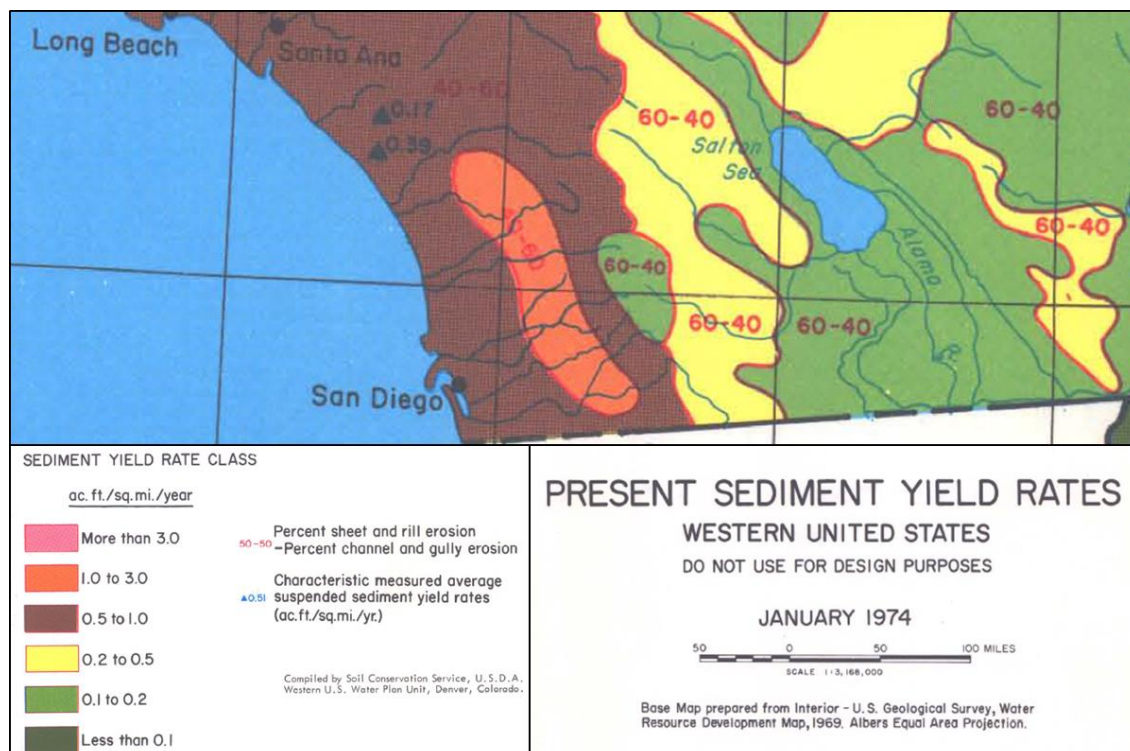 Long Beach
Santa Ana
40-60
▲0.17
▲0.39
60-40
60-40
Salton
Sea
40-60
60-40
60-40
Alamo
60-40
60-40
San Diego
SEDIMENT YIELD RATE CLASS
ac. ft./sq. mi./year
More than 3.0
1.0 to 3.0
0.5 to 1.0
0.2 to 0.5
0.1 to 0.2
Less than 0.1
50-50 Percent sheet and rill erosion
-Percent channel and gully erosion
▲0.51 Characteristic measured average
suspended sediment yield rates
(ac.ft./sq.mi./yr.)
Compiled by Soil Conservation Service, U.S.D.A.
Western U.S. Water Plan Unit, Denver, Colorado.
PRESENT SEDIMENT YIELD RATES
WESTERN UNITED STATES
DO NOT USE FOR DESIGN PURPOSES
JANUARY 1974
50 0 50 100 MILES
SCALE 1:3,168,000
Base Map prepared from Interior - U.S. Geological Survey, Water
Resource Development Map, 1969. Albers Equal Area Projection.